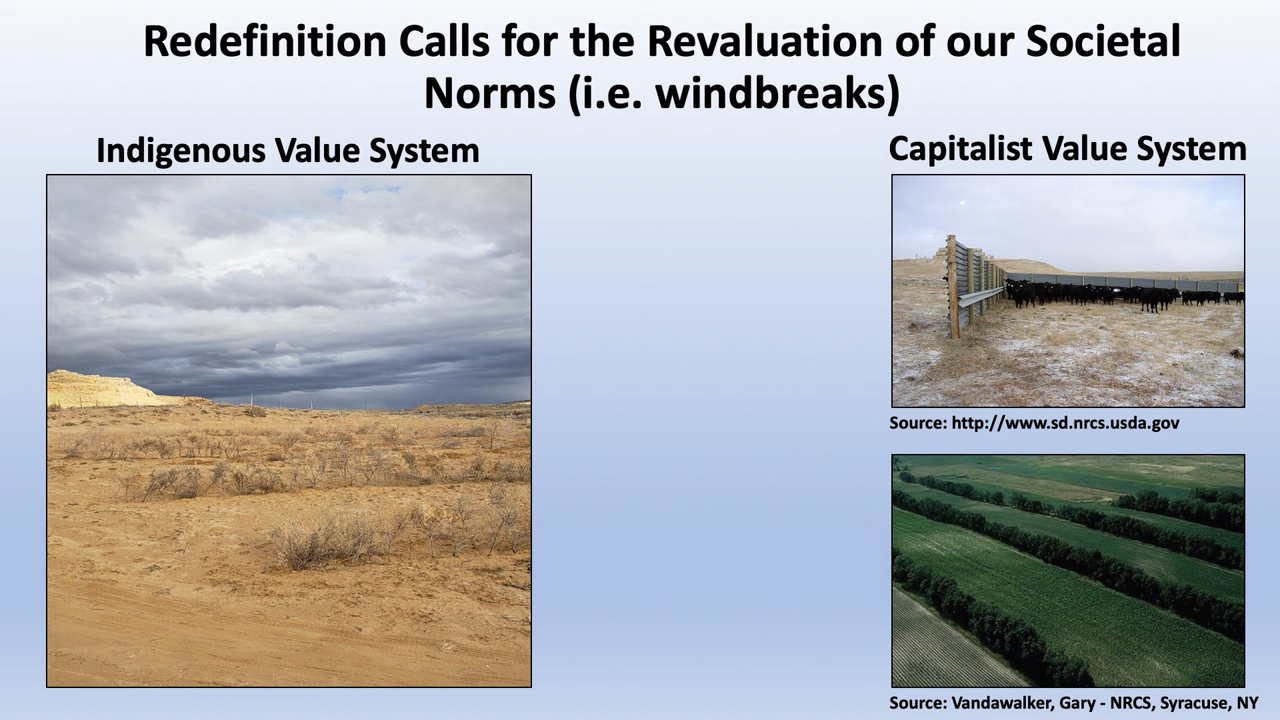 Redefinition Calls for the Revaluation of our Societal
Norms (i.e. windbreaks)
Indigenous Value System
Capitalist Value System
Source: http://www.sd.nrcs.usda.gov
Source: Vandawalker, Gary - NRCS, Syracuse, NY